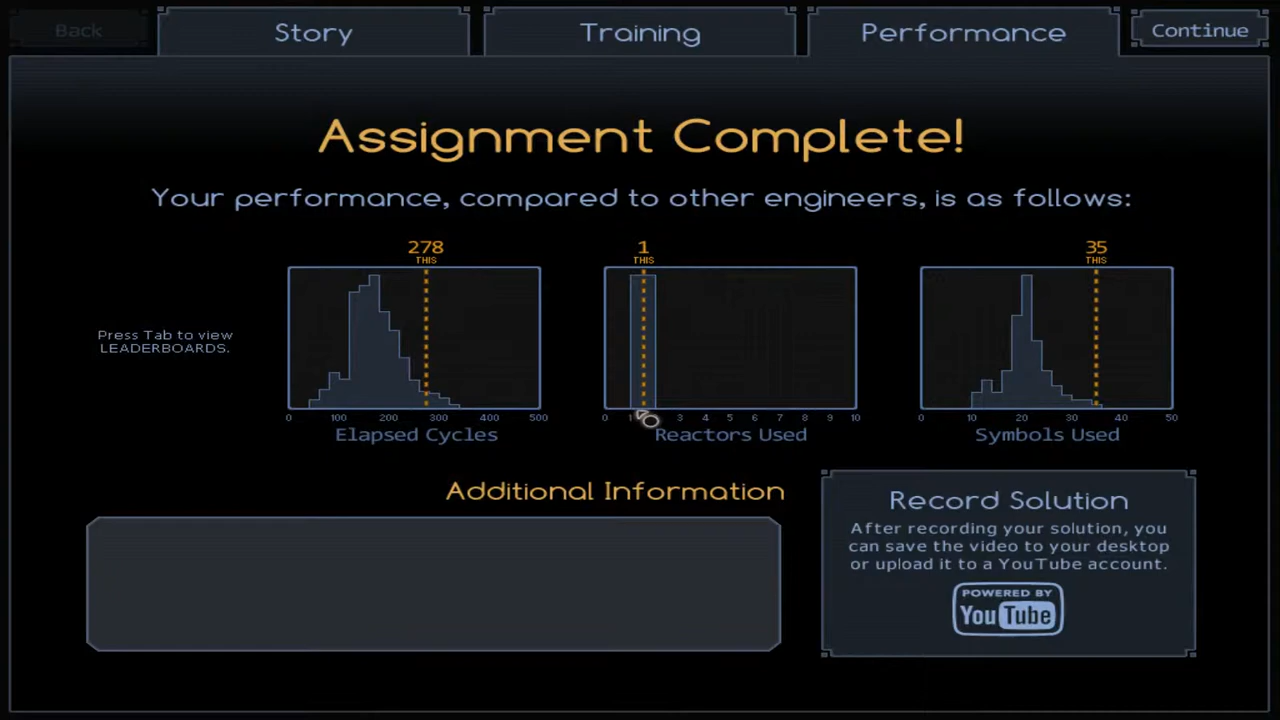 Back
Story
Training
Performance
Continue
Assignment Complete!
Your performance, compared to other engineers, is as follows:
278
THIS
1
THIS
35
THIS
Press Tab to view
LEADERBOARDS.
0 100 200 300 400 500
0 1 3 4 5 6 7 8 9 10
0 10 20 30 40 50
Elapsed Cycles
Reactors Used
Symbols Used
Additional Information
Record Solution
After recording your solution, you
can save the video to your desktop
or upload it to a YouTube account.
POWERED BY
YouTube